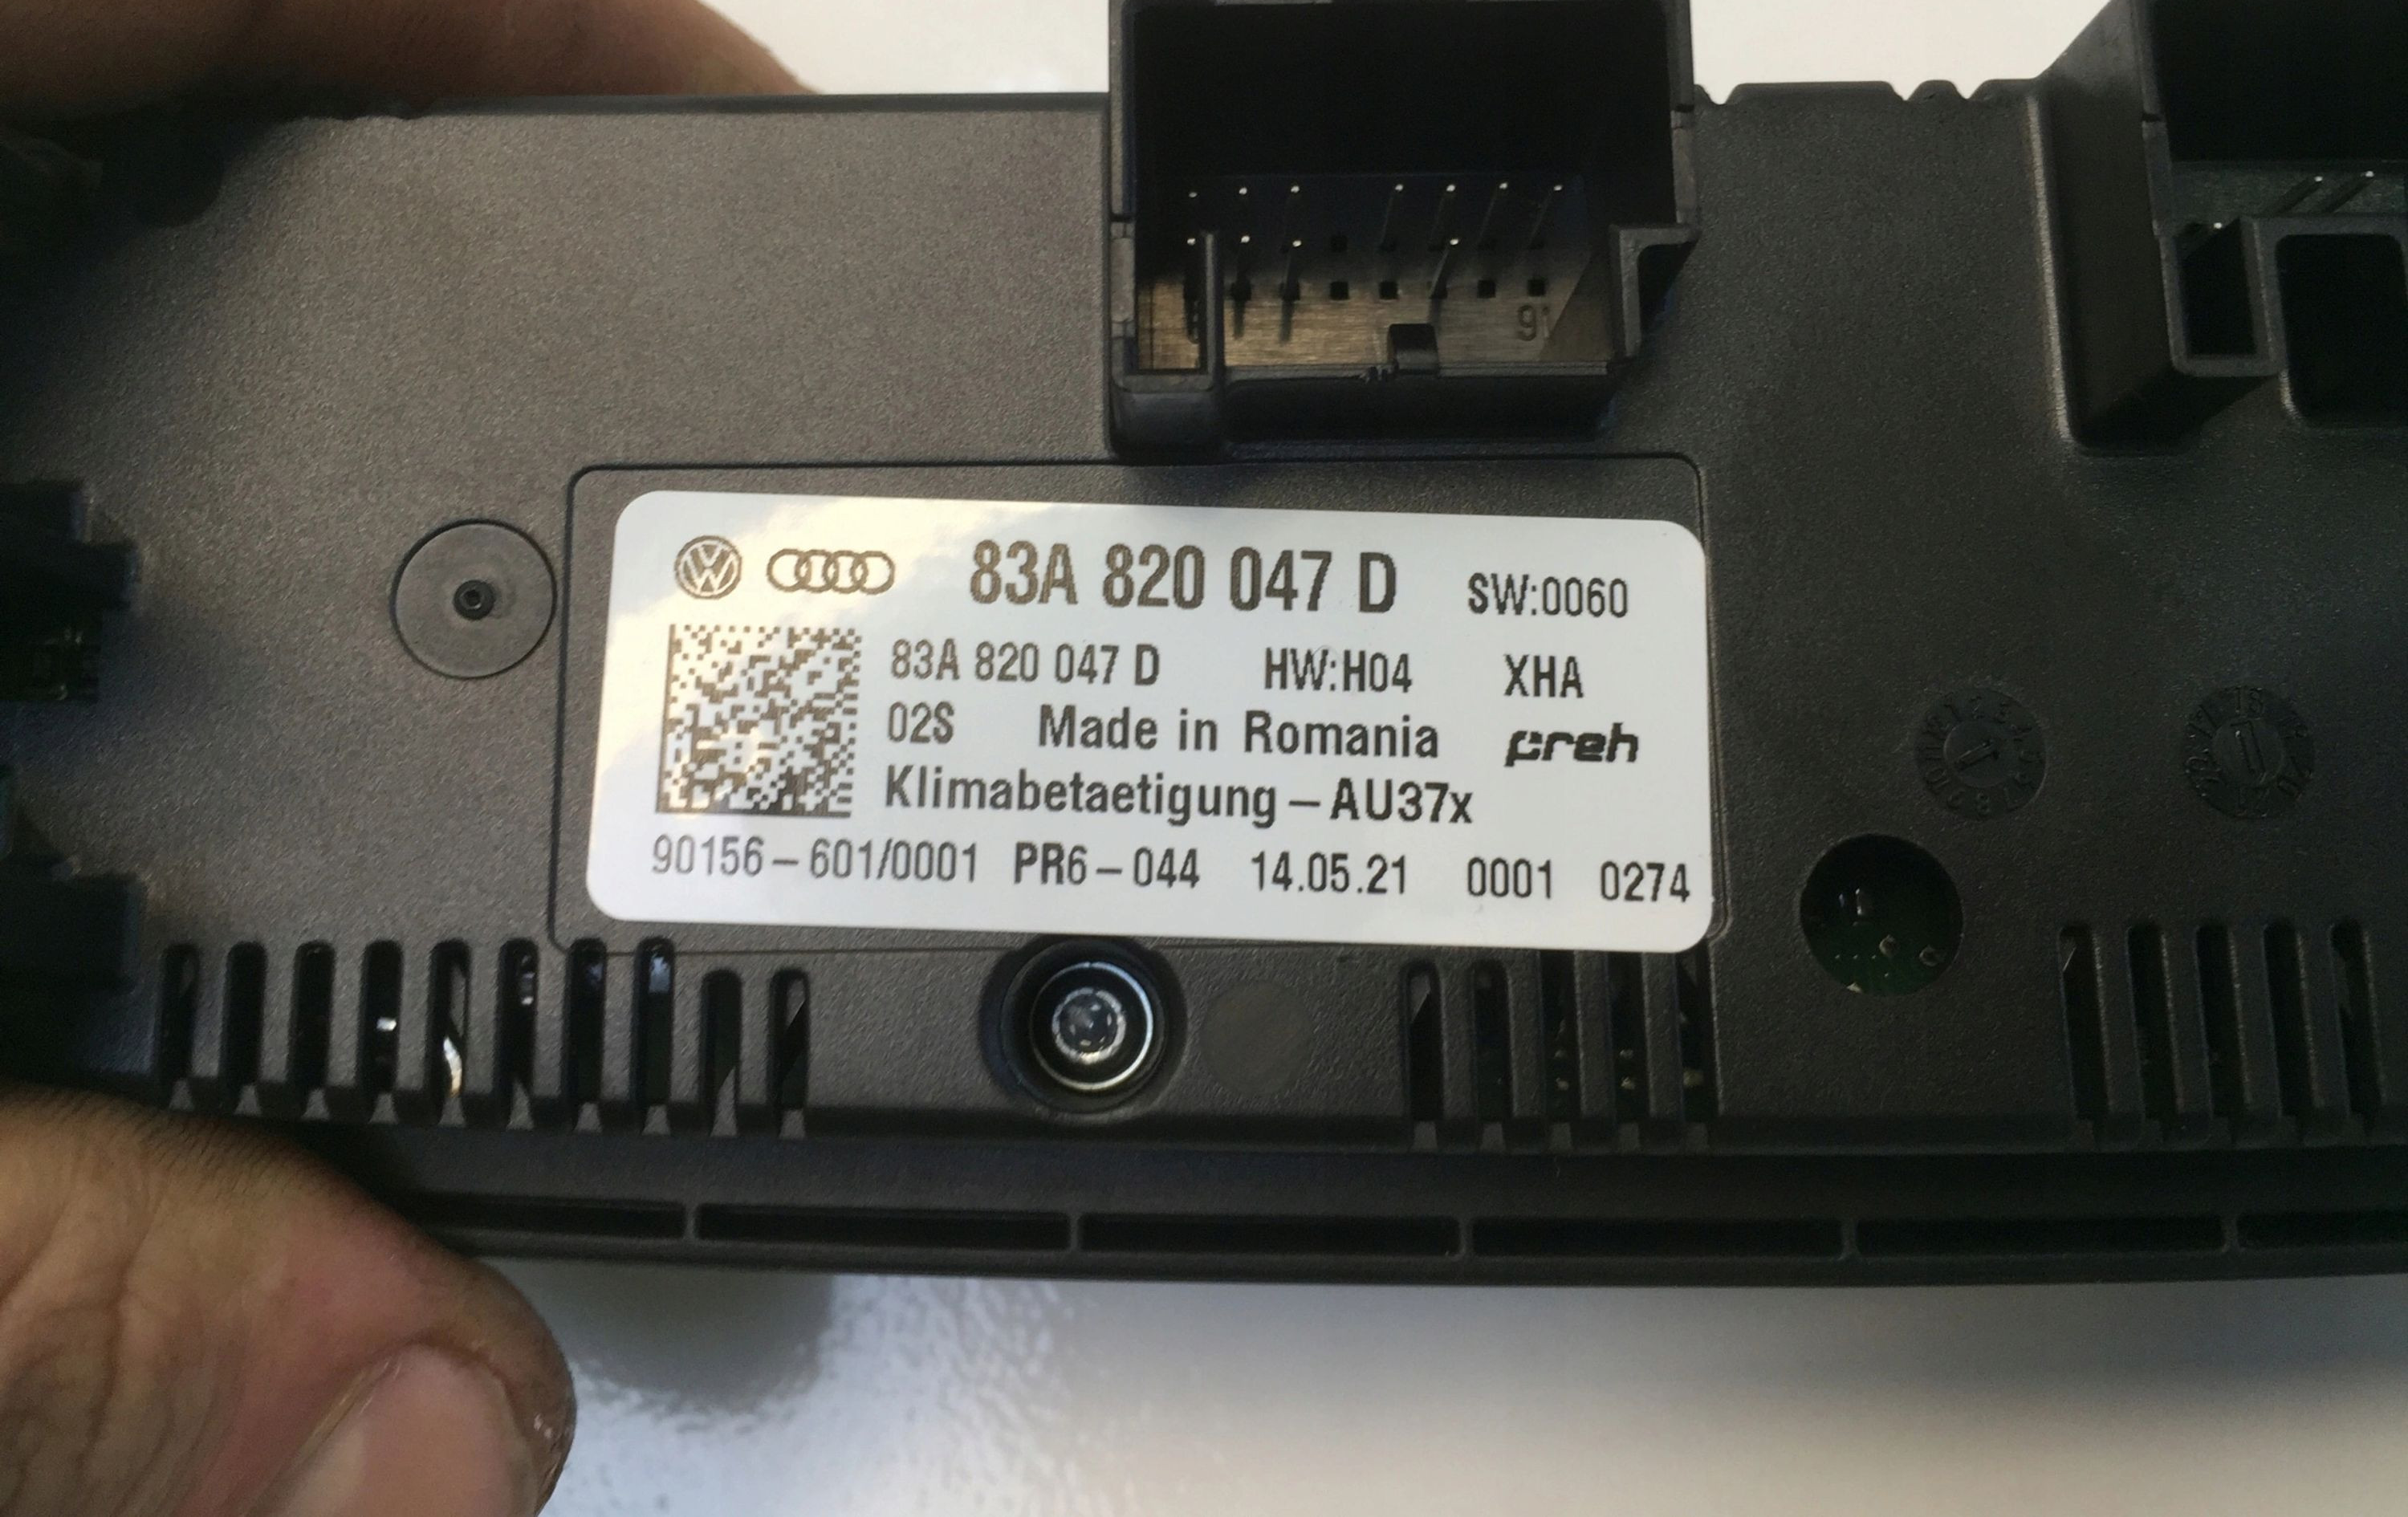 91
83A 820 047 D SW:0060
83A 820 047 D HW:H04 XHA
02S Made in Romania preh
Klimabetaetigung – AU37x
90156 – 601/0001 PR6 – 044 14.05.21 0001 0274